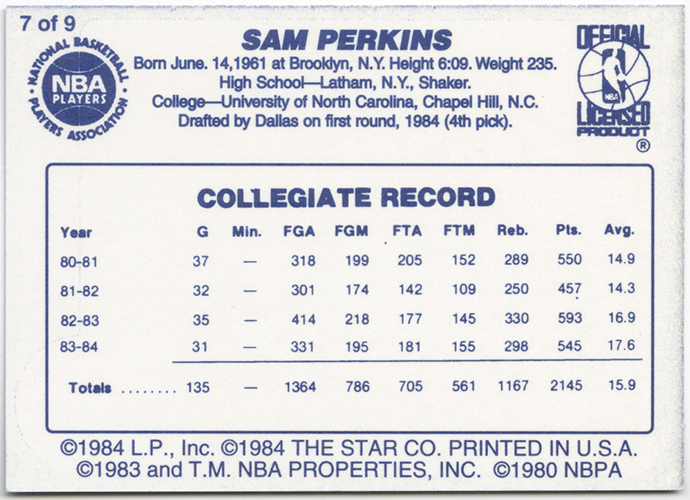 7 of 9
NATIONAL BASKETBALL
NBA
PLAYERS
PLAYERS ASSOCIATION
SAM PERKINS
Born June. 14,1961 at Brooklyn, N.Y. Height 6:09. Weight 235.
High School—Latham, N.Y., Shaker.
College—University of North Carolina, Chapel Hill, N.C.
Drafted by Dallas on first round, 1984 (4th pick).
OFFICIAL
NBA
LICENSED
PRODUCT
®
COLLEGIATE RECORD
Year G Min. FGA FGM FTA FTM Reb. Pts. Avg.
80-81 37 — 318 199 205 152 289 550 14.9
81-82 32 — 301 174 142 109 250 457 14.3
82-83 35 — 414 218 177 145 330 593 16.9
83-84 31 — 331 195 181 155 298 545 17.6
Totals ........ 135 — 1364 786 705 561 1167 2145 15.9
©1984 L.P., Inc. ©1984 THE STAR CO. PRINTED IN U.S.A.
©1983 and T.M. NBA PROPERTIES, INC. ©1980 NBPA